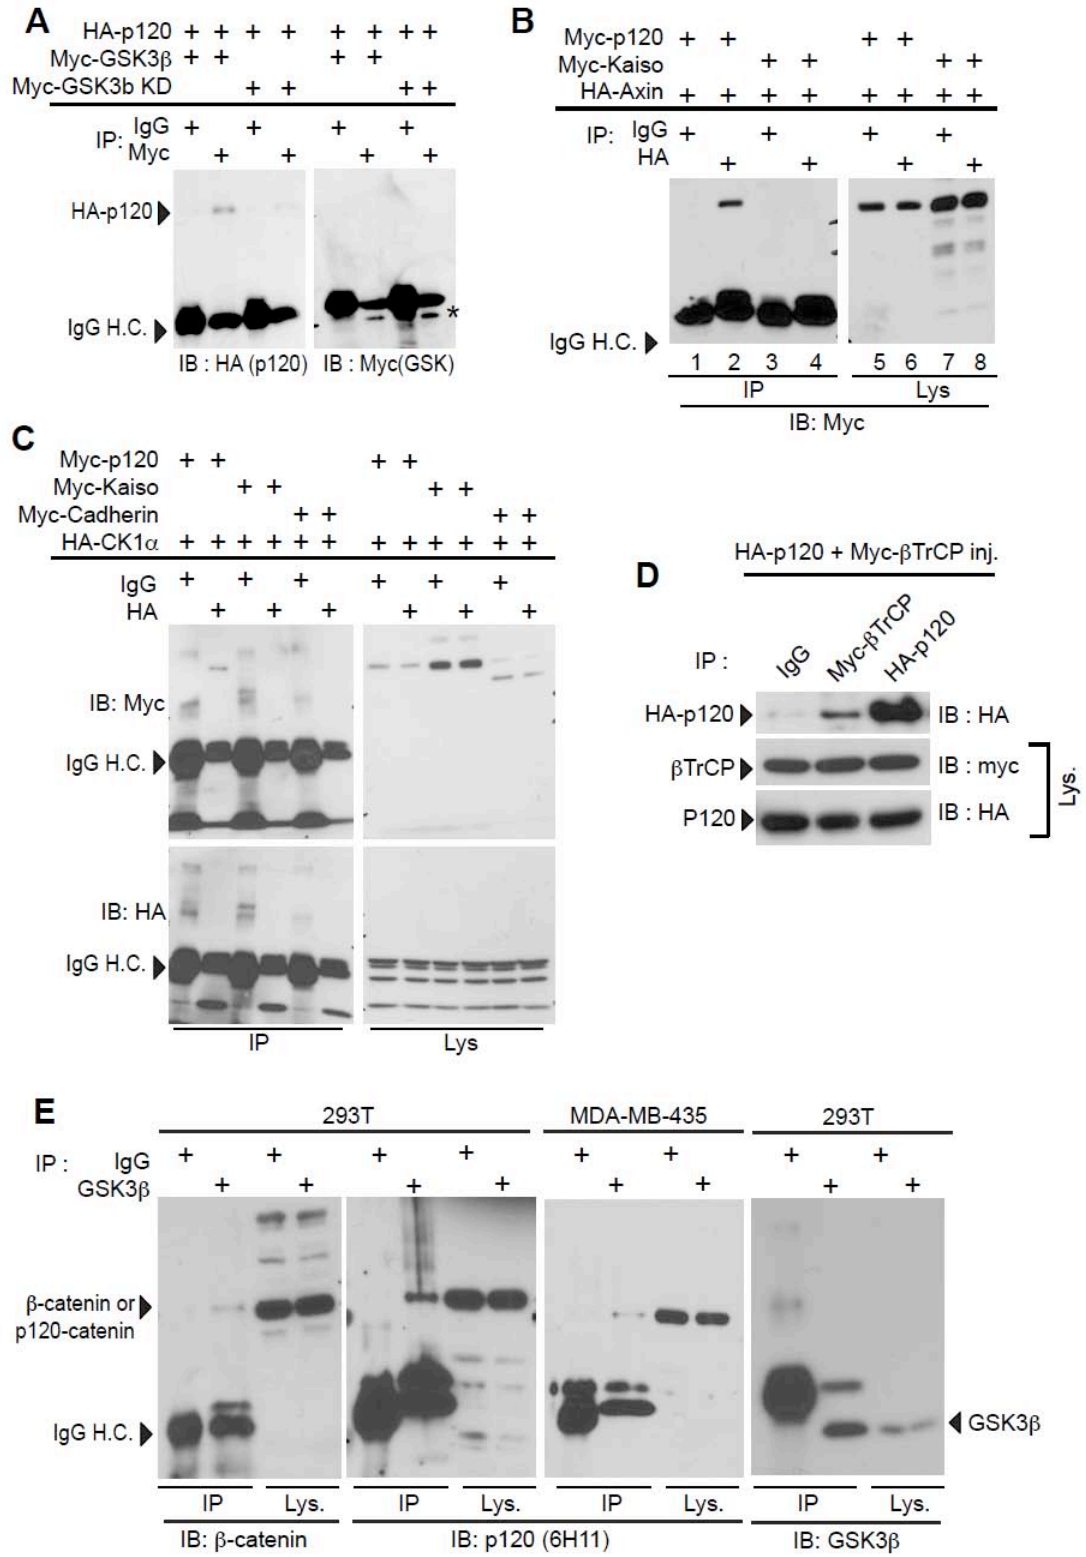 A
HA-p120 + + + + + + + +
Myc-GSK3β + + + +
Myc-GSK3b KD + + + +
IP: IgG + + + +
Myc + + + +
HA-p120
IgG H.C.
*
IB : HA (p120) IB : Myc(GSK)
B
Myc-p120 + + + +
Myc-Kaiso + + + +
HA-Axin + + + + + + + +
IP: IgG + + + +
HA + + + +
IgG H.C.
1 2 3 4 5 6 7 8
IP Lys
IB: Myc
C
Myc-p120 + + + +
Myc-Kaiso + + + +
Myc-Cadherin + + + +
HA-CK1α + + + + + + + + + + + +
IgG + + + + + +
HA + + + + + +
IB: Myc
IgG H.C.
IB: HA
IgG H.C.
IP Lys
D
HA-p120 + Myc-βTrCP inj.
IP : IgG Myc-βTrCP HA-p120
HA-p120 IB : HA
βTrCP IB : myc
P120 IB : HA
Lys.
E
293T MDA-MB-435 293T
IP : IgG + + + + + + + +
GSK3β + + + + + + + +
β-catenin or
p120-catenin
IgG H.C.
GSK3β
IP Lys. IP Lys. IP Lys. IP Lys.
IB: β-catenin IB: p120 (6H11) IB: GSK3β